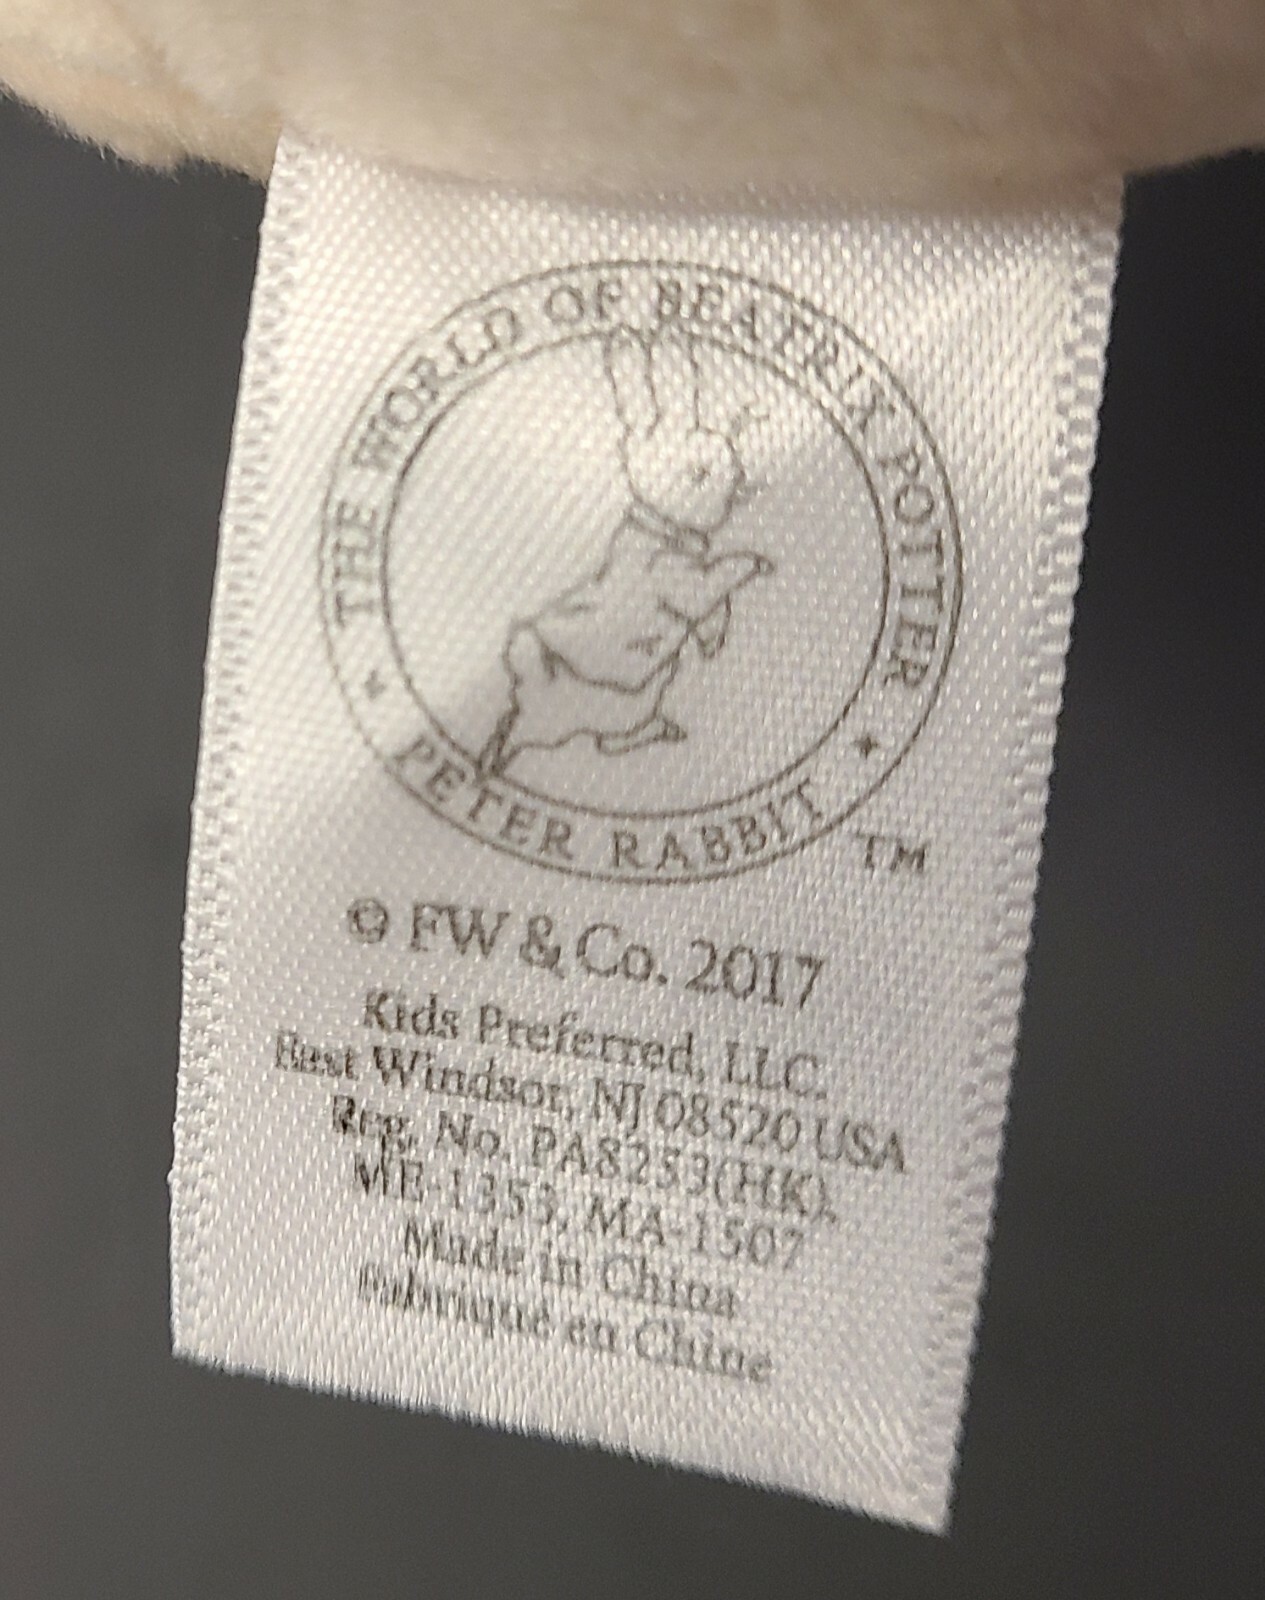 THE WORLD OF BEATRIX POTTER
PETER RABBIT
TM
© FW & Co. 2017
Kids Preferred, LLC.
East Windsor, NJ 08520 USA
Reg. No. PA8253(HK),
ME-1353, MA-1507
Made in China
Fabriqué en Chine